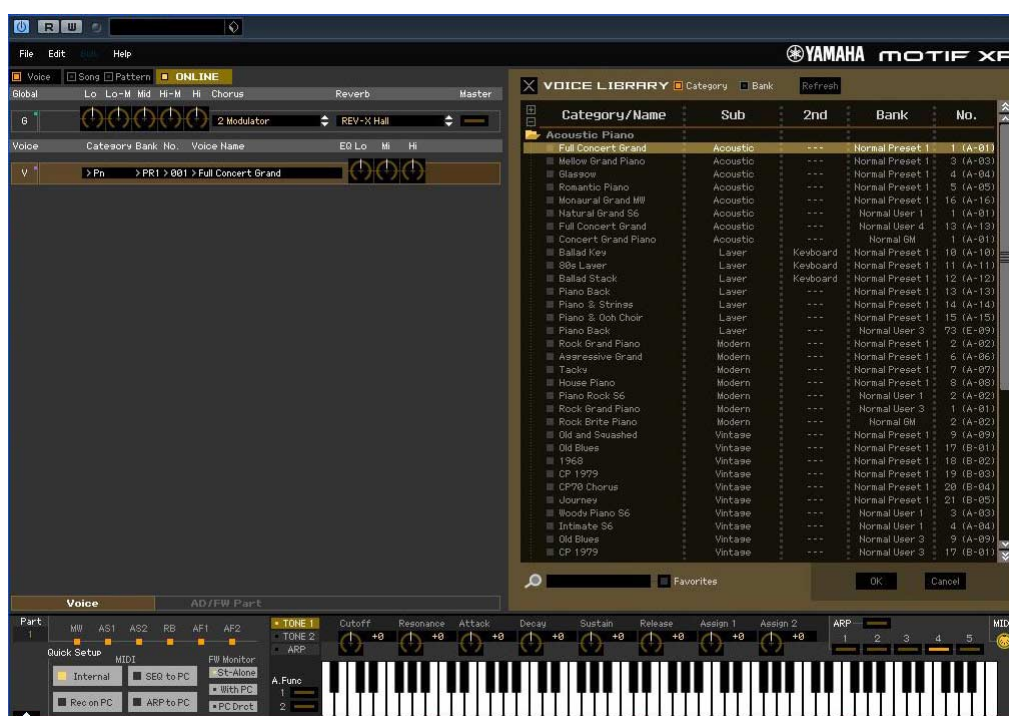 R W
File Edit Edit Help
YAMAHA MOTIF XF
Voice Song Pattern ONLINE
Global Lo Lo-M Mid Hi-M Hi Chorus Reverb Master
G 2 Modulator REV-X Hall
Voice Category Bank No. Voice Name EQ Lo Mi Hi
V >Pn >PR1 >001 >Full Concert Grand
VOICE LIBRARY Category Bank Refresh
Category/Name Sub 2nd Bank No.
Acoustic Piano
Full Concert Grand Acoustic --- Normal Preset 1 1 (A-01)
Mellow Grand Piano Acoustic --- Normal Preset 1 3 (A-03)
Glasgow Acoustic --- Normal Preset 1 4 (A-04)
Romantic Piano Acoustic --- Normal Preset 1 5 (A-05)
Monaural Grand MW Acoustic --- Normal Preset 1 16 (A-16)
Natural Grand S6 Acoustic --- Normal User 1 1 (A-01)
Full Concert Grand Acoustic --- Normal User 4 13 (A-13)
Concert Grand Piano Acoustic --- Normal GM 1 (A-01)
Ballad Key Layer Keyboard Normal Preset 1 10 (A-10)
80s Layer Layer Keyboard Normal Preset 1 11 (A-11)
Ballad Stack Layer Keyboard Normal Preset 1 12 (A-12)
Piano Back Layer --- Normal Preset 1 13 (A-13)
Piano & Strings Layer --- Normal Preset 1 14 (A-14)
Piano & Ooh Choir Layer --- Normal Preset 1 15 (A-15)
Piano Back Layer --- Normal User 3 73 (E-09)
Rock Grand Piano Modern --- Normal Preset 1 2 (A-02)
Aggressive Grand Modern --- Normal Preset 1 6 (A-06)
Tacky Modern --- Normal Preset 1 7 (A-07)
House Piano Modern --- Normal Preset 1 8 (A-08)
Piano Rock S6 Modern --- Normal User 1 2 (A-02)
Rock Grand Piano Modern --- Normal User 3 1 (A-01)
Rock Brite Piano Modern --- Normal GM 2 (A-02)
Old and Squashed Vintage --- Normal Preset 1 9 (A-09)
Old Blues Vintage --- Normal Preset 1 17 (B-01)
1968 Vintage --- Normal Preset 1 18 (B-02)
CP 1979 Vintage --- Normal Preset 1 19 (B-03)
CP70 Chorus Vintage --- Normal Preset 1 20 (B-04)
Journey Vintage --- Normal Preset 1 21 (B-05)
Woody Piano S6 Vintage --- Normal User 1 3 (A-03)
Intimate S6 Vintage --- Normal User 1 4 (A-04)
Old Blues Vintage --- Normal User 3 9 (A-09)
CP 1979 Vintage --- Normal User 3 17 (B-01)
Favorites OK Cancel
Voice AD/FW Part
Part MW AS1 AS2 RB AF1 AF2 TONE 1 Cutoff Resonance Attack Decay Sustain Release Assign 1 Assign 2 ARP MID
1 TONE 2 +0 +0 +0 +0 +0 +0 +0 +0 1 2 3 4 5
ARP
Quick Setup MIDI FW Monitor
Internal SEQ to PC St-Alone
With PC
Rec on PC ARP to PC PC Drct
A.Func
1
2